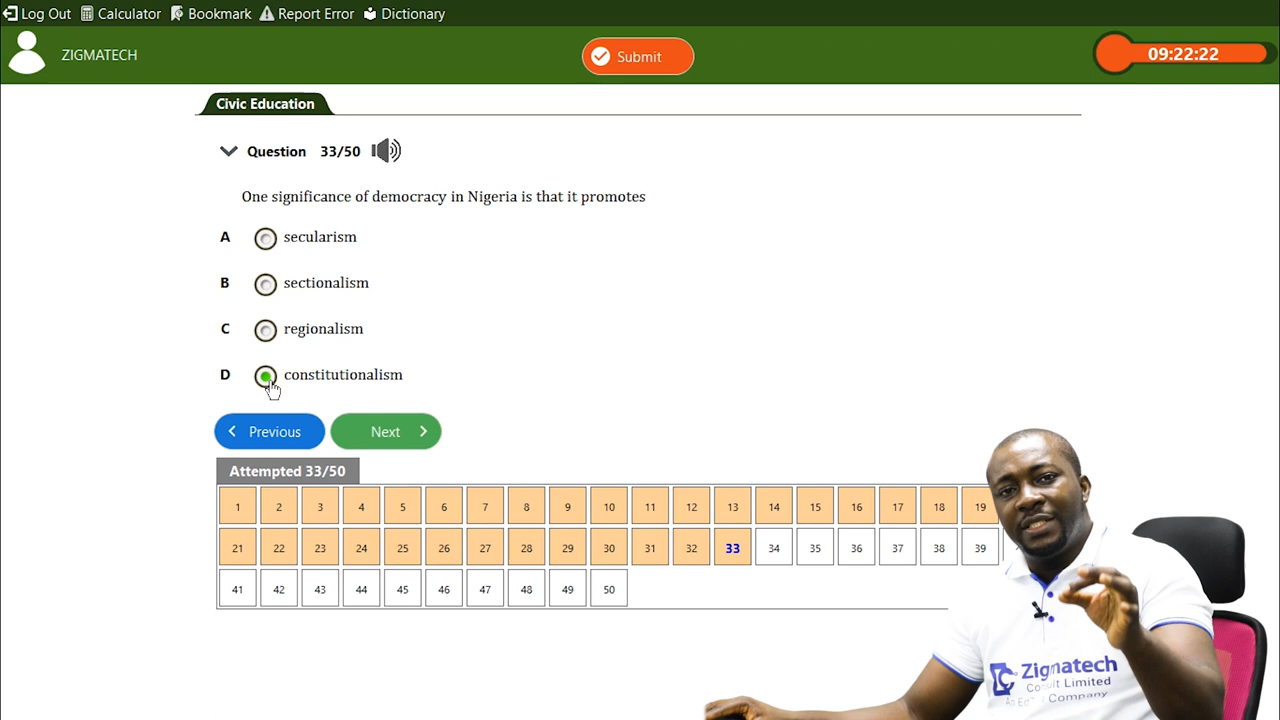 Log Out Calculator Bookmark Report Error Dictionary
ZIGMATECH
Submit
09:22:22
Civic Education
Question 33/50
One significance of democracy in Nigeria is that it promotes
A secularism
B sectionalism
C regionalism
D constitutionalism
Previous
Next
Attempted 33/50
1 2 3 4 5 6 7 8 9 10 11 12 13 14 15 16 17 18 19
21 22 23 24 25 26 27 28 29 30 31 32 33 34 35 36 37 38 39
41 42 43 44 45 46 47 48 49 50
Zigmatech
Limited
Company